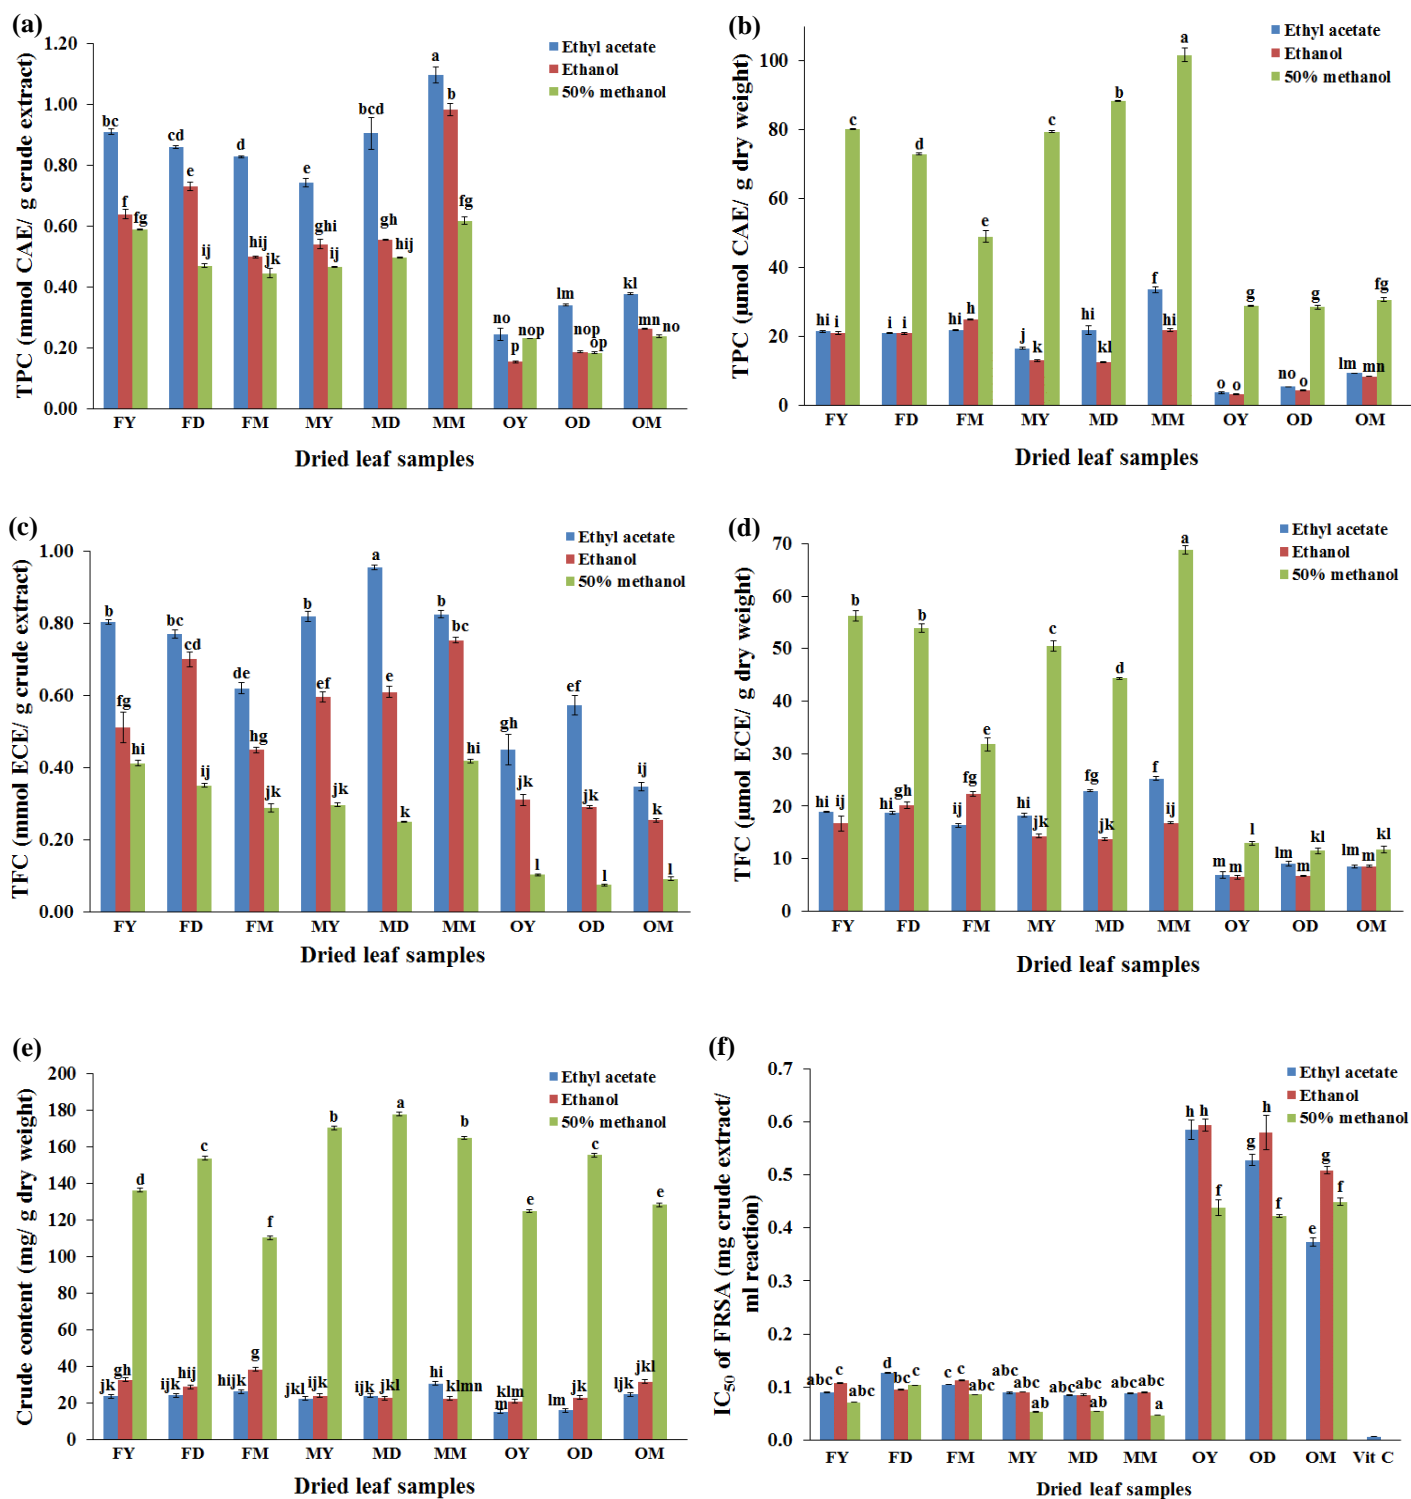 (a)
TPC (mmol CAE/ g crude extract)
1.20
1.00
0.80
0.60
0.40
0.20
0.00
Ethyl acetate
Ethanol
50% methanol
bc
f
fg
cd
e
ij
d
hij
jk
e
ghi
ij
bcd
gh
hij
a
b
fg
no
p
nop
lm
nop
op
kl
mn
no
FY FD FM MY MD MM OY OD OM
Dried leaf samples
(b)
TPC (µmol CAE/ g dry weight)
100
80
60
40
20
0
Ethyl acetate
Ethanol
50% methanol
hi
i
c
i
i
d
hi
h
e
j
k
c
hi
kl
b
f
hi
a
o
o
g
no
o
g
lm
mn
fg
FY FD FM MY MD MM OY OD OM
Dried leaf samples
(c)
TFC (mmol ECE/ g crude extract)
1.00
0.80
0.60
0.40
0.20
0.00
Ethyl acetate
Ethanol
50% methanol
b
fg
hi
bc
cd
ij
de
hg
jk
b
ef
jk
a
e
k
b
bc
hi
gh
jk
l
ef
jk
l
ij
k
l
FY FD FM MY MD MM OY OD OM
Dried leaf samples
(d)
TFC (µmol ECE/ g dry weight)
70
60
50
40
30
20
10
0
Ethyl acetate
Ethanol
50% methanol
hi
ij
b
hi
gh
b
ij
fg
e
hi
jk
c
fg
jk
d
f
ij
a
m
m
l
lm
m
kl
lm
m
kl
FY FD FM MY MD MM OY OD OM
Dried leaf samples
(e)
Crude content (mg/ g dry weight)
200
180
160
140
120
100
80
60
40
20
0
Ethyl acetate
Ethanol
50% methanol
jk
gh
d
ijk
hij
c
hijk
g
f
jkl
ijk
b
ijk
jkl
a
hi
klmn
b
m
klm
e
lm
jk
c
ljk
jkl
e
FY FD FM MY MD MM OY OD OM
Dried leaf samples
(f)
IC50 of FRSA (mg crude extract/
ml reaction)
0.7
0.6
0.5
0.4
0.3
0.2
0.1
0.0
Ethyl acetate
Ethanol
50% methanol
abc
c
abc
d
bc
c
c
c
abc
abc
abc
ab
abc
abc
ab
abc
abc
a
h
h
f
g
h
f
e
g
f
FY FD FM MY MD MM OY OD OM Vit C
Dried leaf samples